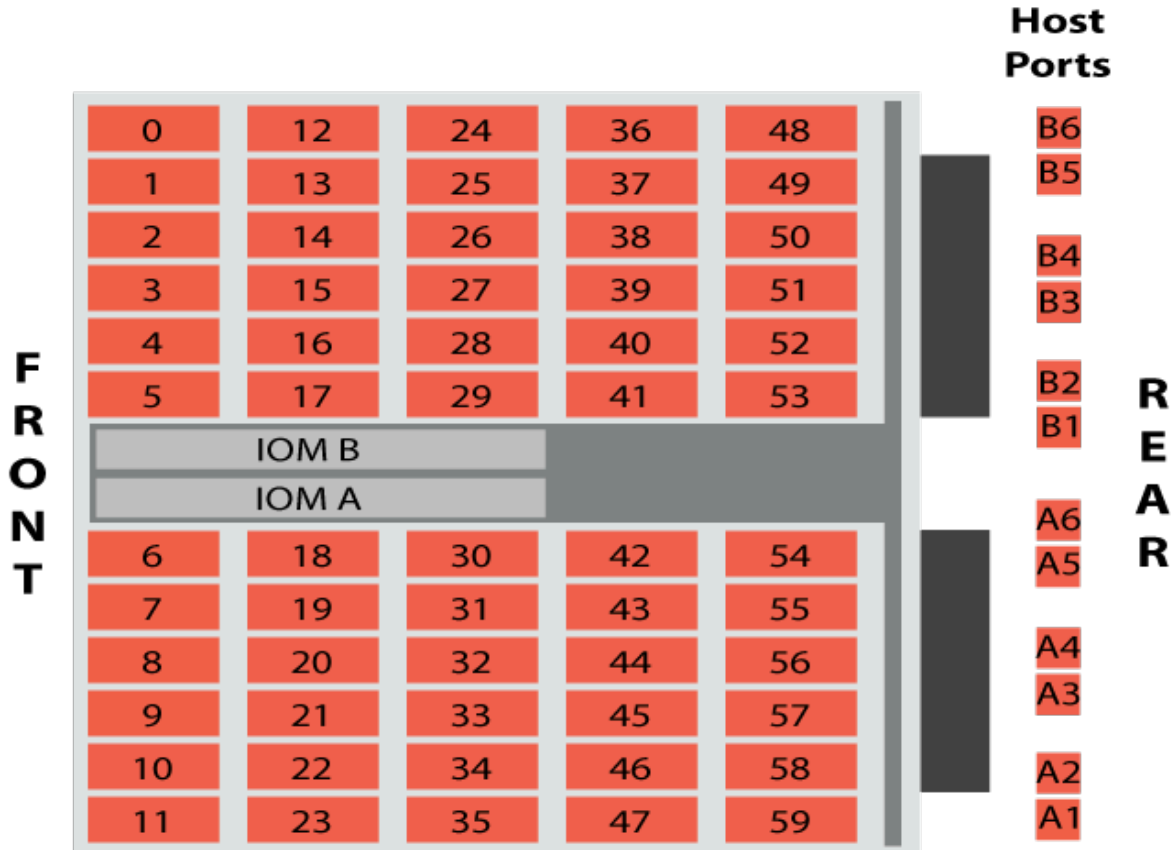 Host
Ports
0 12 24 36 48 B6
1 13 25 37 49 B5
2 14 26 38 50 B4
3 15 27 39 51 B3
4 16 28 40 52
5 17 29 41 53 B2
IOM B B1
IOM A
6 18 30 42 54 A6
A5
7 19 31 43 55
8 20 32 44 56 A4
9 21 33 45 57 A3
10 22 34 46 58 A2
11 23 35 47 59 A1
FRONT
REAR